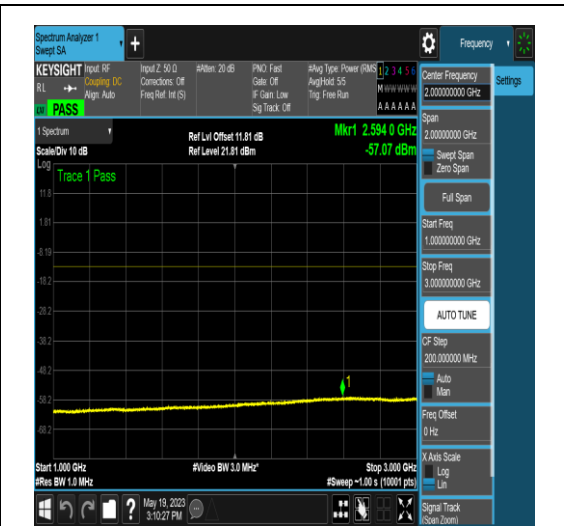 Spectrum Analyzer 1
Swept SA
+
Frequency
KEYSIGHT
Input: RF
Coupling: DC
Align: Auto
RL
LXI
PASS
Input Z: 50 Ω
Corrections: Off
Freq Ref: Int (S)
#Atten: 20 dB
PNO: Fast
Gate: Off
IF Gain: Low
Sig Track: Off
#Avg Type: Power (RMS
Avg|Hold: 5/5
Trig: Free Run
1 2 3 4 5 6
M W W W W W
A A A A A A
1 Spectrum
Scale/Div 10 dB
Ref Lvl Offset 11.81 dB
Ref Level 21.81 dBm
Mkr1 2.594 0 GHz
-57.07 dBm
Log
Trace 1 Pass
11.8
1.81
-8.19
-18.2
-28.2
-38.2
-48.2
-58.2
-68.2
1
Start 1.000 GHz
#Res BW 1.0 MHz
#Video BW 3.0 MHz*
Stop 3.000 GHz
#Sweep ~1.00 s (10001 pts)
May 19, 2023
3:10:27 PM
?
Center Frequency
2.000000000 GHz
Settings
Span
2.00000000 GHz
Swept Span
Zero Span
Full Span
Start Freq
1.000000000 GHz
Stop Freq
3.000000000 GHz
AUTO TUNE
CF Step
200.000000 MHz
Auto
Man
Freq Offset
0 Hz
X Axis Scale
Log
Lin
Signal Track
(Span Zoom)